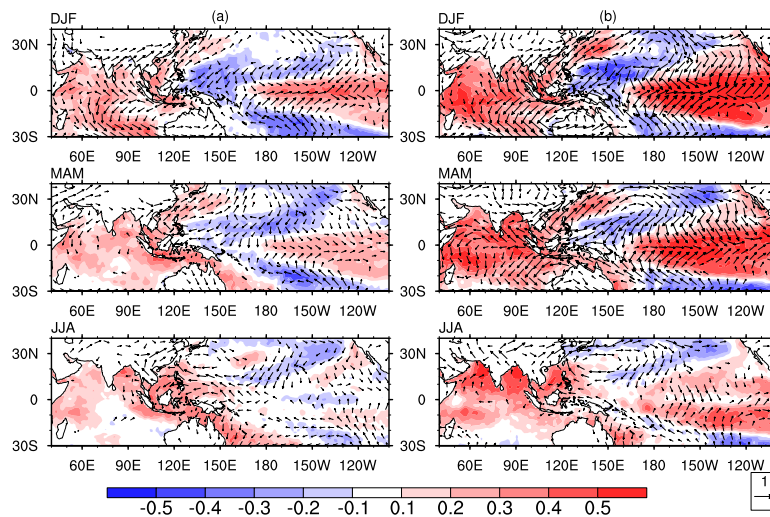 DJF (a) DJF (b)
30N 30N
0 0
30S 30S
60E 90E 120E 150E 180 150W 120W 60E 90E 120E 150E 180 150W 120W
MAM MAM
30N 30N
0 0
30S 30S
60E 90E 120E 150E 180 150W 120W 60E 90E 120E 150E 180 150W 120W
JJA JJA
30N 30N
0 0
30S 30S
60E 90E 120E 150E 180 150W 120W 60E 90E 120E 150E 180 150W 120W
1
-0.5 -0.4 -0.3 -0.2 -0.1 0.1 0.2 0.3 0.4 0.5